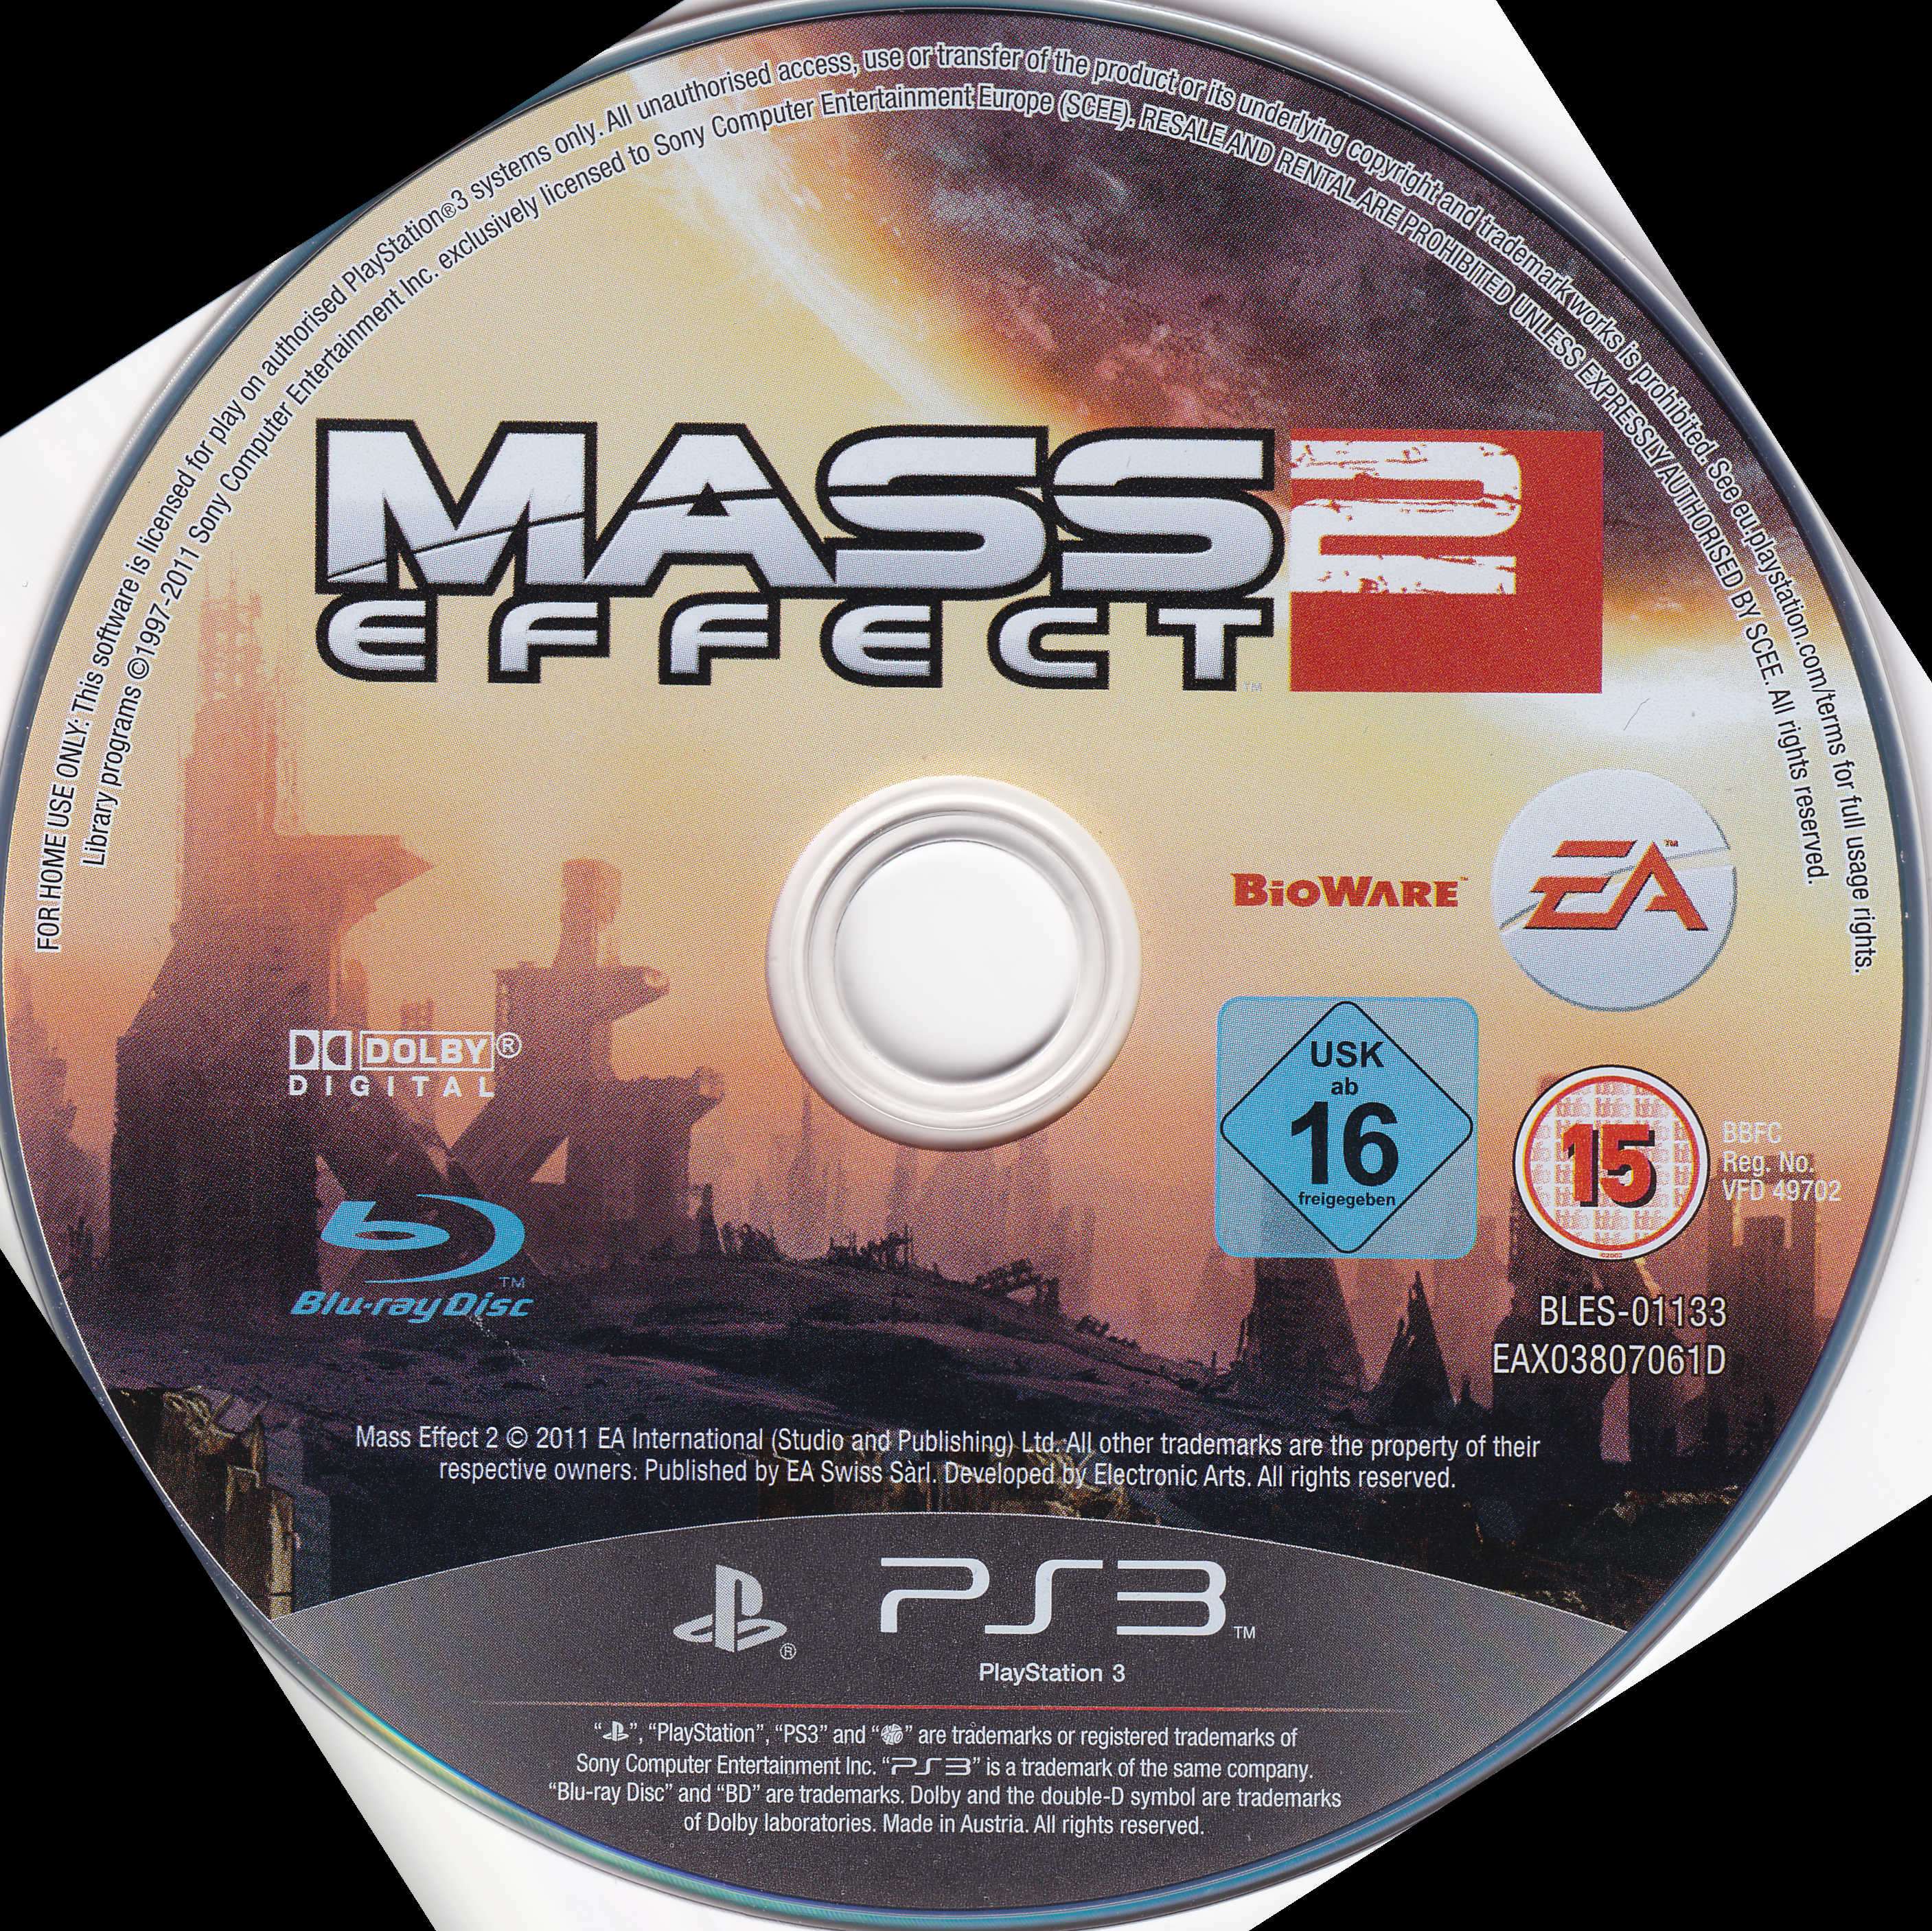 FOR HOME USE ONLY: This software is licensed for play on authorised PlayStation®3 systems only. All unauthorised access, use or transfer of the product or its underlying copyright and trademark works is prohibited. See eu.playstation.com/terms for full usage rights.
Library programs ©1997-2011 Sony Computer Entertainment Inc. exclusively licensed to Sony Computer Entertainment Europe (SCEE). RESALE AND RENTAL ARE PROHIBITED UNLESS EXPRESSLY AUTHORISED BY SCEE. All rights reserved.
MASS 2
EFFECT™
BIOWARE™
EA™
DOLBY®
DIGITAL
USK
ab
16
freigegeben
15
BBFC
Reg. No.
VFD 49702
™
Blu-ray Disc
BLES-01133
EAX03807061D
Mass Effect 2 © 2011 EA International (Studio and Publishing) Ltd. All other trademarks are the property of their
respective owners. Published by EA Swiss Sàrl. Developed by Electronic Arts. All rights reserved.
® PS3™
PlayStation 3
“ ”, “PlayStation”, “PS3” and “ ” are trademarks or registered trademarks of
Sony Computer Entertainment Inc. “PS3” is a trademark of the same company.
“Blu-ray Disc” and “BD” are trademarks. Dolby and the double-D symbol are trademarks
of Dolby laboratories. Made in Austria. All rights reserved.